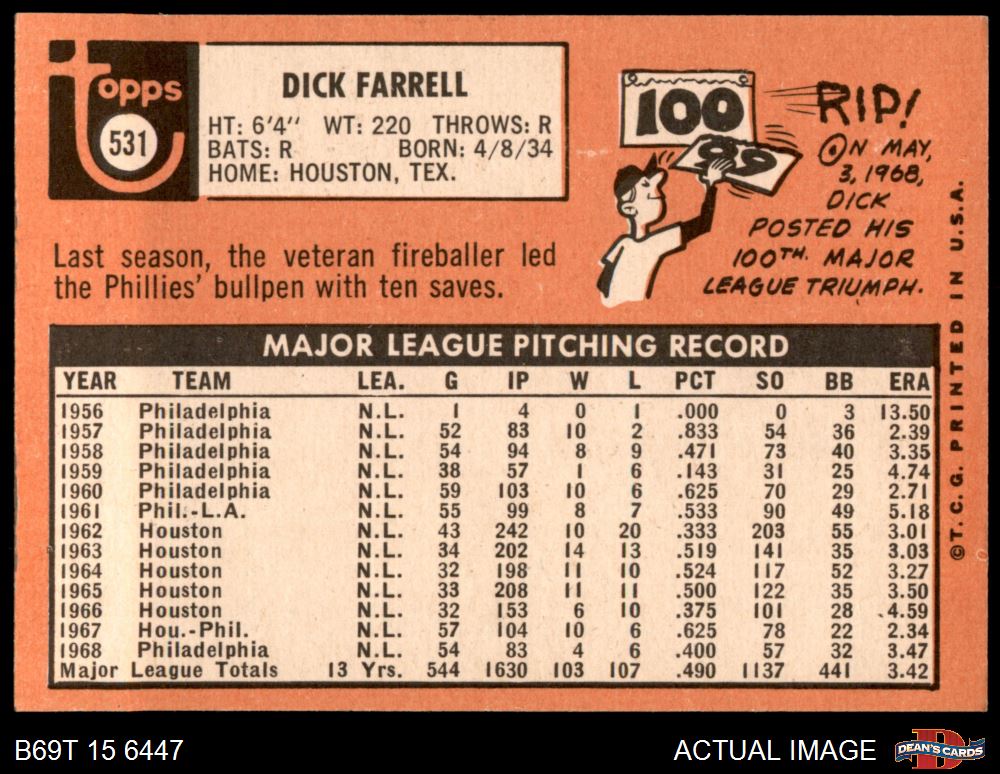 Topps
531
DICK FARRELL
HT: 6'4" WT: 220 THROWS: R
BATS: R BORN: 4/8/34
HOME: HOUSTON, TEX.
100
99
RIP!
ON MAY,
3, 1968,
DICK
POSTED HIS
100TH. MAJOR
LEAGUE TRIUMPH.
Last season, the veteran fireballer led
the Phillies' bullpen with ten saves.
MAJOR LEAGUE PITCHING RECORD
YEAR TEAM LEA. G IP W L PCT SO BB ERA
1956 Philadelphia N.L. 1 4 0 1 .000 0 3 13.50
1957 Philadelphia N.L. 52 83 10 2 .833 54 36 2.39
1958 Philadelphia N.L. 54 94 8 9 .471 73 40 3.35
1959 Philadelphia N.L. 38 57 1 6 .143 31 25 4.74
1960 Philadelphia N.L. 59 103 10 6 .625 70 29 2.71
1961 Phil.-L.A. N.L. 55 99 8 7 .533 90 49 5.18
1962 Houston N.L. 43 242 10 20 .333 203 55 3.01
1963 Houston N.L. 34 202 14 13 .519 141 35 3.03
1964 Houston N.L. 32 198 11 10 .524 117 52 3.27
1965 Houston N.L. 33 208 11 11 .500 122 35 3.50
1966 Houston N.L. 32 153 6 10 .375 101 28 4.59
1967 Hou.-Phil. N.L. 57 104 10 6 .625 78 22 2.34
1968 Philadelphia N.L. 54 83 4 6 .400 57 32 3.47
Major League Totals 13 Yrs. 544 1630 103 107 .490 1137 441 3.42
©T. C. G. PRINTED IN U.S.A.
B69T 15 6447
ACTUAL IMAGE
D
DEAN'S CARDS